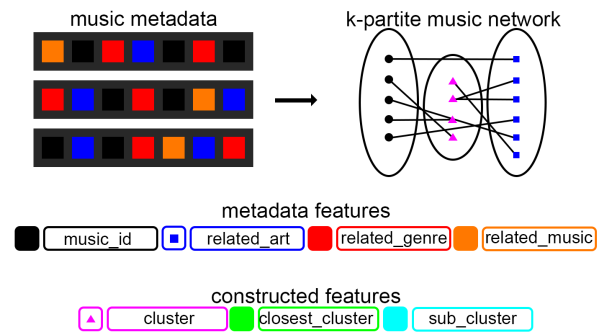 music metadata
k-partite music network
metadata features
music_id related_art related_genre related_music
constructed features
cluster closest_cluster sub_cluster